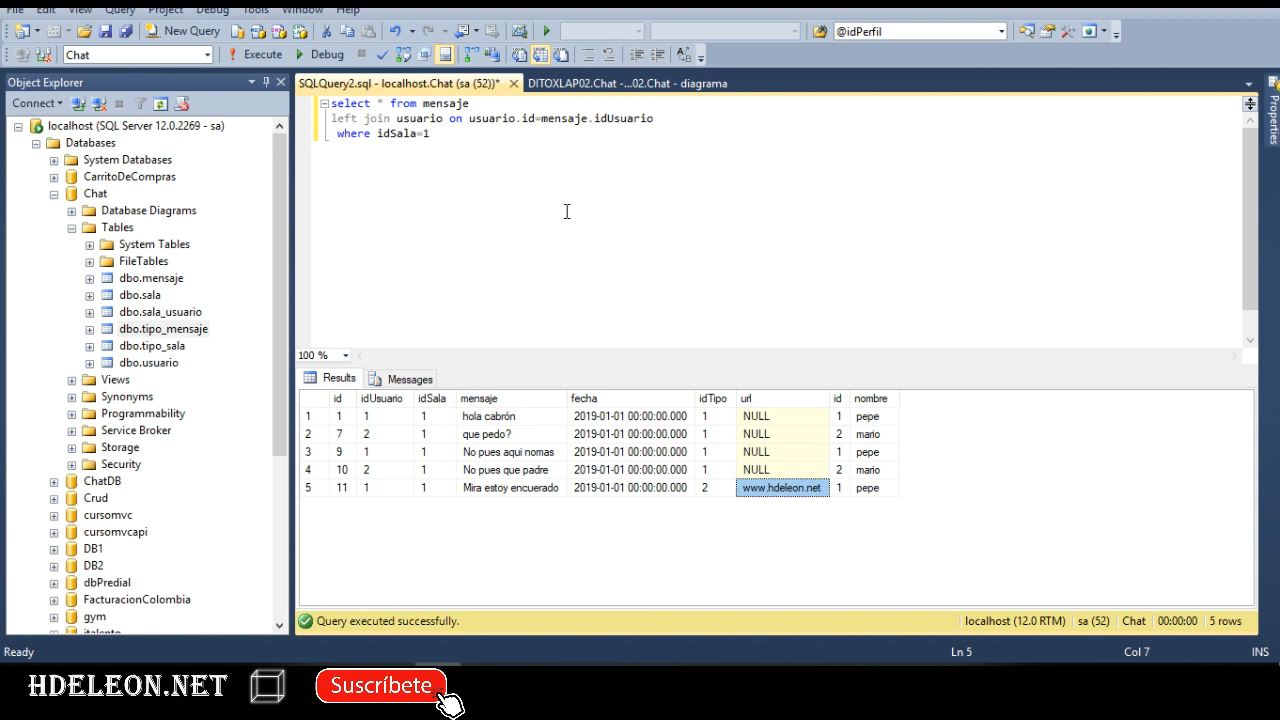 File Edit View Query Project Debug Tools Window Help
New Query
@idPerfil
Chat Execute Debug
Object Explorer
Connect
localhost (SQL Server 12.0.2269 - sa)
Databases
System Databases
CarritoDeCompras
Chat
Database Diagrams
Tables
System Tables
FileTables
dbo.mensaje
dbo.sala
dbo.sala_usuario
dbo.tipo_mensaje
dbo.tipo_sala
dbo.usuario
Views
Synonyms
Programmability
Service Broker
Storage
Security
ChatDB
Crud
cursomvc
cursomvcapi
DB1
DB2
dbPredial
FacturacionColombia
gym
SQLQuery2.sql - localhost.Chat (sa (52))* DITOXLAP02.Chat -...02.Chat - diagrama
select * from mensaje
left join usuario on usuario.id=mensaje.idUsuario
where idSala=1
100 %
Results Messages
id idUsuario idSala mensaje fecha idTipo url id nombre
1 1 1 1 hola cabrón 2019-01-01 00:00:00.000 1 NULL 1 pepe
2 7 2 1 que pedo? 2019-01-01 00:00:00.000 1 NULL 2 mario
3 9 1 1 No pues aqui nomas 2019-01-01 00:00:00.000 1 NULL 1 pepe
4 10 2 1 No pues que padre 2019-01-01 00:00:00.000 1 NULL 2 mario
5 11 1 1 Mira estoy encuerado 2019-01-01 00:00:00.000 2 www.hdeleon.net 1 pepe
Query executed successfully. localhost (12.0 RTM) sa (52) Chat 00:00:00 5 rows
Properties
Ready Ln 5 Col 7 INS
HDELEON.NET Suscríbete